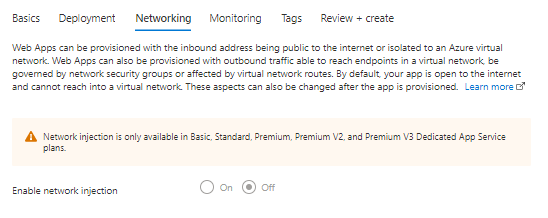 Basics Deployment Networking Monitoring Tags Review + create
Web Apps can be provisioned with the inbound address being public to the internet or isolated to an Azure virtual
network. Web Apps can also be provisioned with outbound traffic able to reach endpoints in a virtual network, be
governed by network security groups or affected by virtual network routes. By default, your app is open to the internet
and cannot reach into a virtual network. These aspects can also be changed after the app is provisioned. Learn more
Network injection is only available in Basic, Standard, Premium, Premium V2, and Premium V3 Dedicated App Service
plans.
Enable network injection On Off